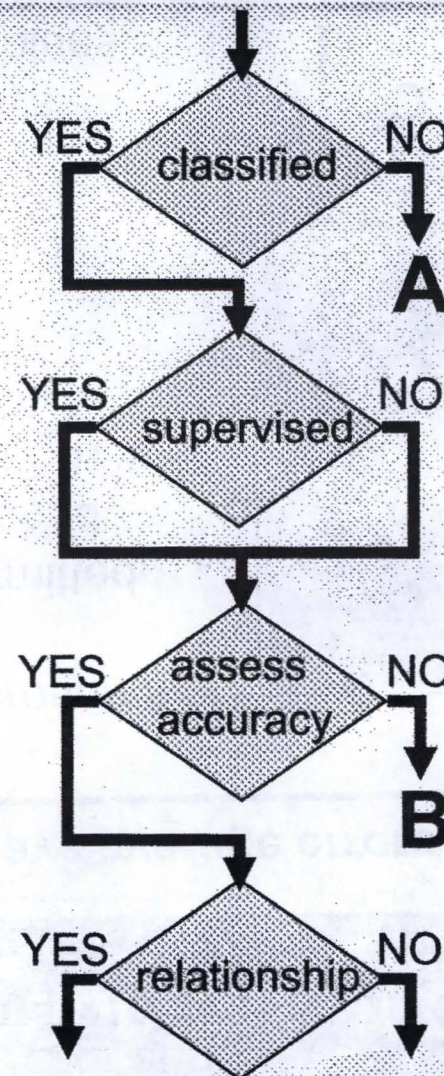 YES
NO
classified
A
YES
NO
supervised
YES
NO
assess
accuracy
B
YES
NO
relationship